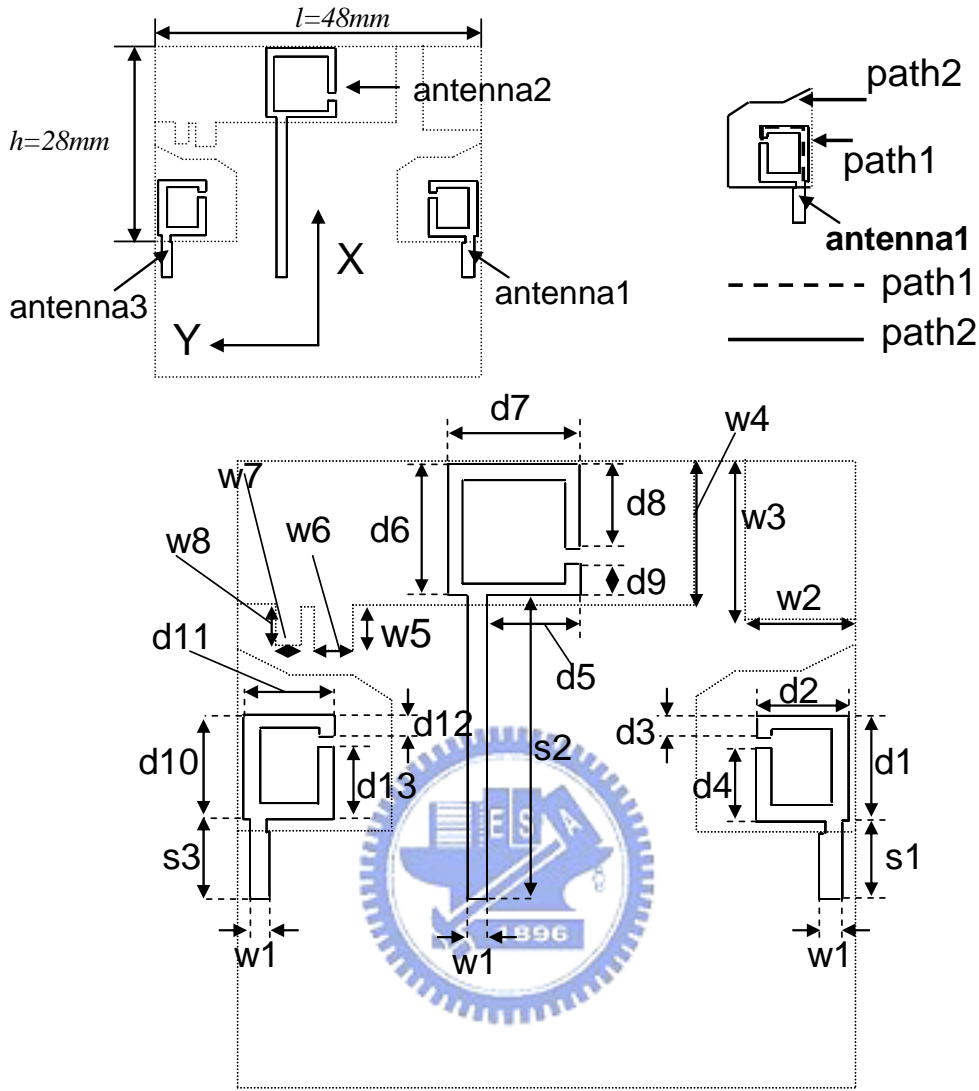 l=48mm
antenna2
h=28mm
X
Y
antenna3
antenna1
path2
path1
antenna1
path1
path2
d7
w4
w7
w8
w6
d6
d8
w3
d9
w2
w5
d11
d5
d12
d3
d2
d10
d13
s2
d4
d1
s3
s1
ESA
1896
w1
w1
w1